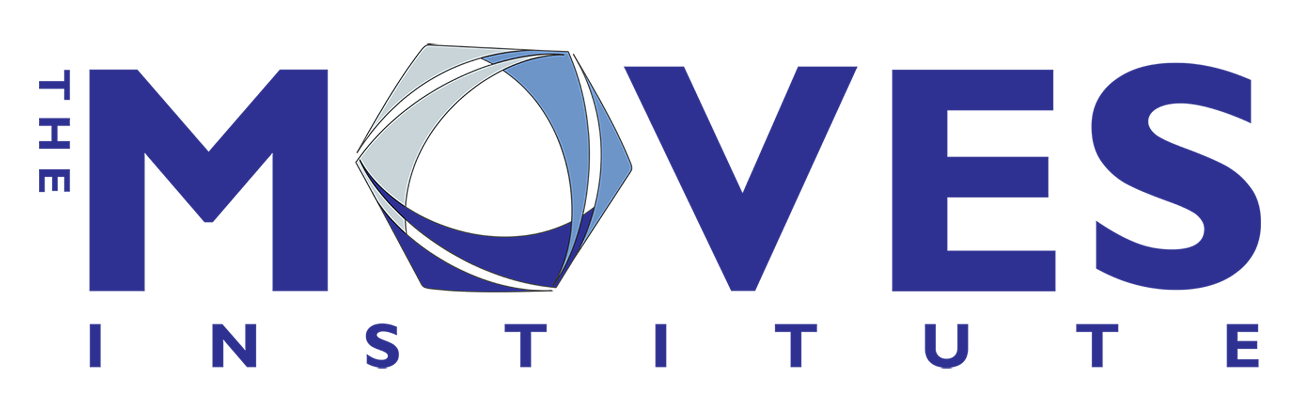 THE
MOVES
INSTITUTE